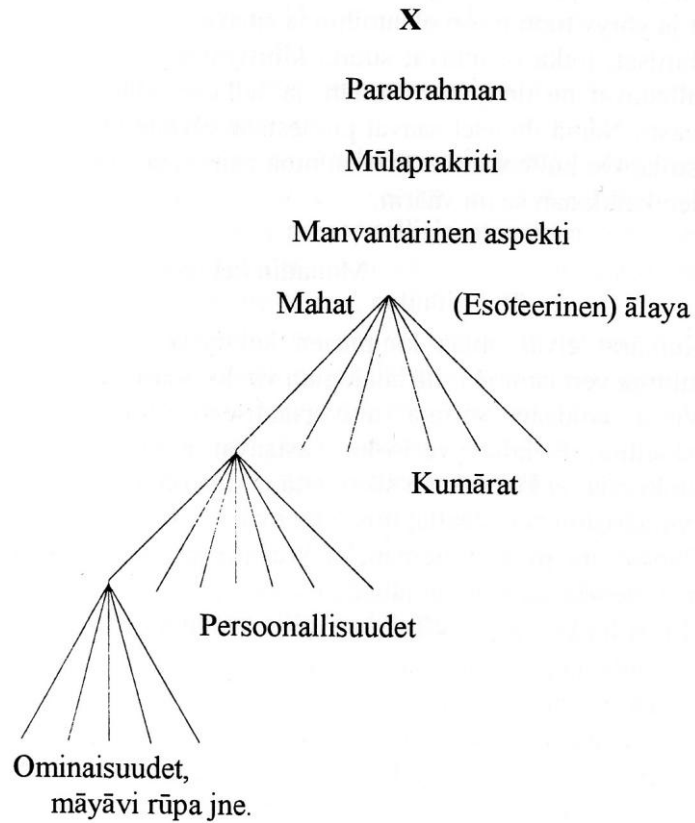 X
Parabrahman
Mūlaprakriti
Manvantarinen aspekti
Mahat (Esoteerinen) ālaya
Kumārat
Persoonallisuudet
Ominaisuudet,
māyāvi rūpa jne.